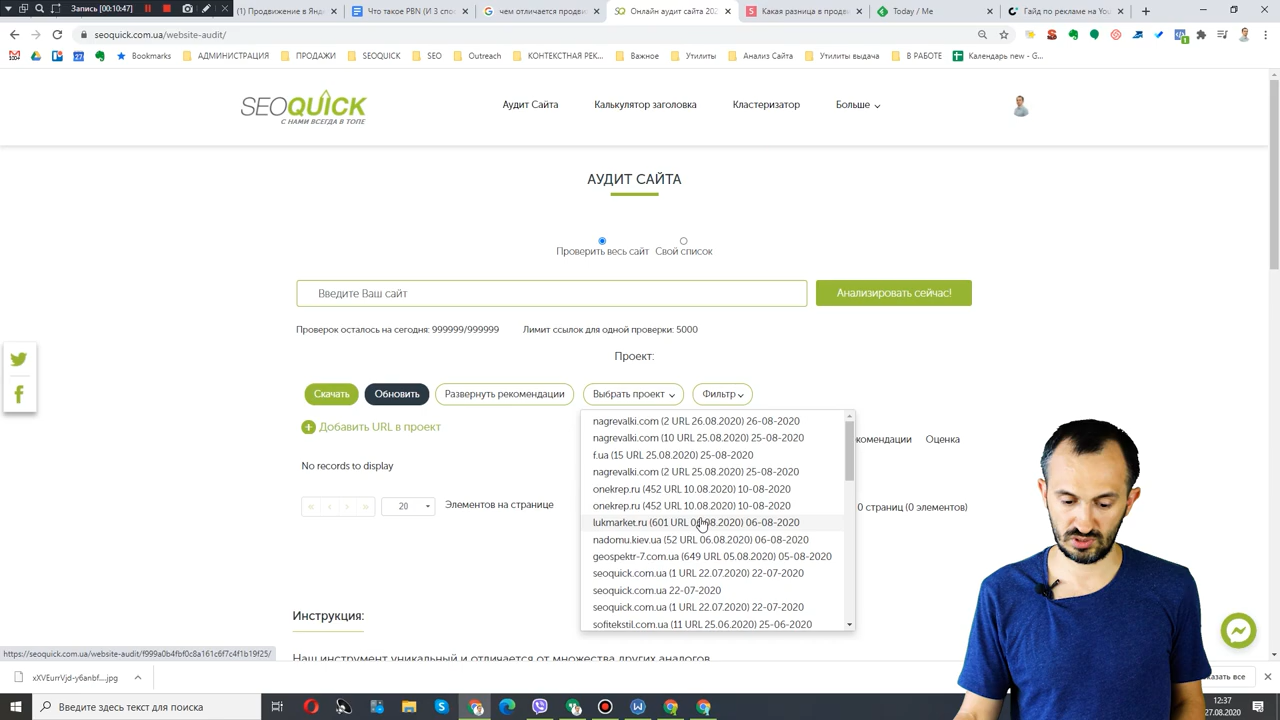 Запись [00:10:47]
(1) Продвижение в Янд
Что такое PBN (И 3 спос
чем отличается продви
Онлайн аудит сайта 202
Какая разница в продв
Today / Me
Гайд по рекламе на You
seoquick.com.ua/website-audit/
Bookmarks АДМИНИСТРАЦИЯ ПРОДАЖИ SEOQUICK SEO Outreach КОНТЕКСТНАЯ РЕК... Важное Утилиты Анализ Сайта Утилиты выдача В РАБОТЕ Календарь new - G...
SEOQUICK
С НАМИ ВСЕГДА В ТОПЕ
Аудит Сайта Калькулятор заголовка Кластеризатор Больше
АУДИТ САЙТА
Проверить весь сайт Свой список
Введите Ваш сайт
Анализировать сейчас!
Проверок осталось на сегодня: 999999/999999 Лимит ссылок для одной проверки: 5000
Проект:
Скачать Обновить Развернуть рекомендации Выбрать проект Фильтр
nagrevalki.com (2 URL 26.08.2020) 26-08-2020
nagrevalki.com (10 URL 25.08.2020) 25-08-2020
f.ua (15 URL 25.08.2020) 25-08-2020
nagrevalki.com (2 URL 25.08.2020) 25-08-2020
onekrep.ru (452 URL 10.08.2020) 10-08-2020
onekrep.ru (452 URL 10.08.2020) 10-08-2020
lukmarket.ru (601 URL 06.08.2020) 06-08-2020
nadomu.kiev.ua (52 URL 06.08.2020) 06-08-2020
geospektr-7.com.ua (649 URL 05.08.2020) 05-08-2020
seoquick.com.ua (1 URL 22.07.2020) 22-07-2020
seoquick.com.ua 22-07-2020
seoquick.com.ua (1 URL 22.07.2020) 22-07-2020
sofitekstil.com.ua (11 URL 25.06.2020) 25-06-2020
Добавить URL в проект
комендации Оценка
No records to display
20 Элементов на странице
0 страниц (0 элементов)
Инструкция:
Наш инструмент уникальный и отличается от множества других аналогов
https://seoquick.com.ua/website-audit/f999a0b4fbf0c8a161c6f7c4f1b19f25/
xXVEurrVjd-y6anbf....jpg
казать все
Введите здесь текст для поиска
12:37
27.08.2020